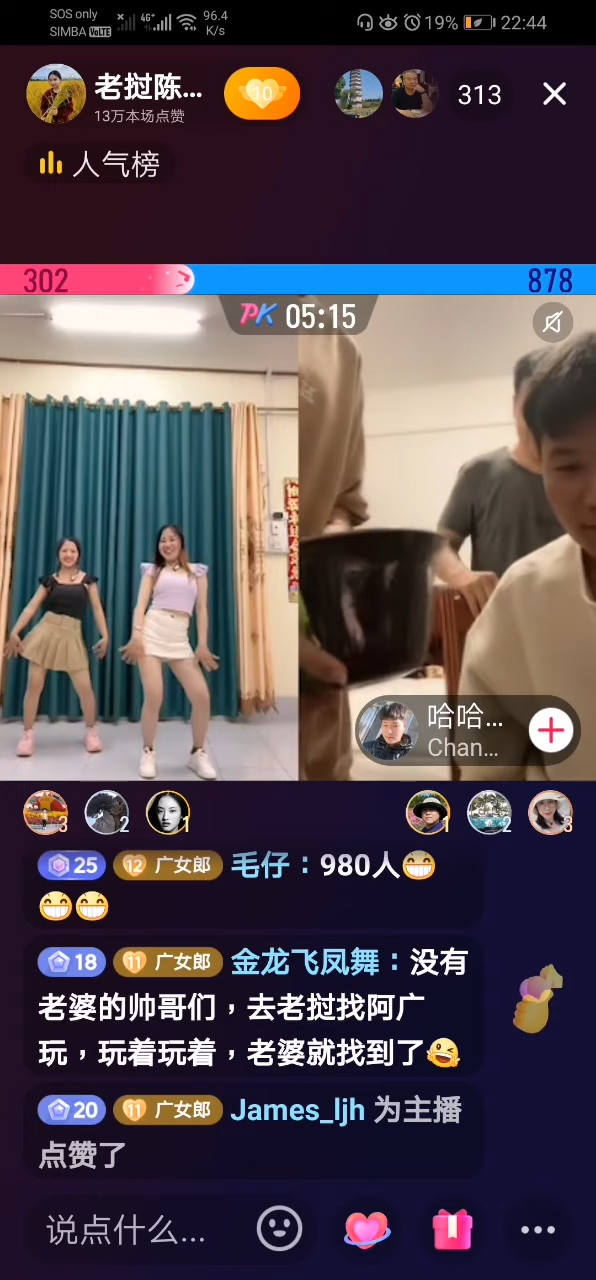 SOS only
SIMBA VoLTE
4G+
96.4
K/s
19%
22:44
老挝陈...
13万本场点赞
10
313
人气榜
302
878
PK 05:15
哈哈...
Chan...
3
2
1
1
2
3
25 12 广女郎 毛仔：980人😁
😁😁
18 11 广女郎 金龙飞凤舞：没有
老婆的帅哥们，去老挝找阿广
玩，玩着玩着，老婆就找到了🤪
20 11 广女郎 James_ljh 为主播
点赞了
说点什么...